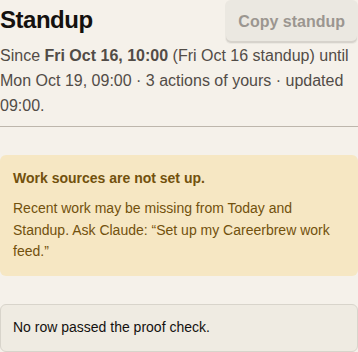 Standup
Copy standup
Since Fri Oct 16, 10:00 (Fri Oct 16 standup) until
Mon Oct 19, 09:00 · 3 actions of yours · updated
09:00.
Work sources are not set up.
Recent work may be missing from Today and
Standup. Ask Claude: “Set up my Careerbrew work
feed.”
No row passed the proof check.